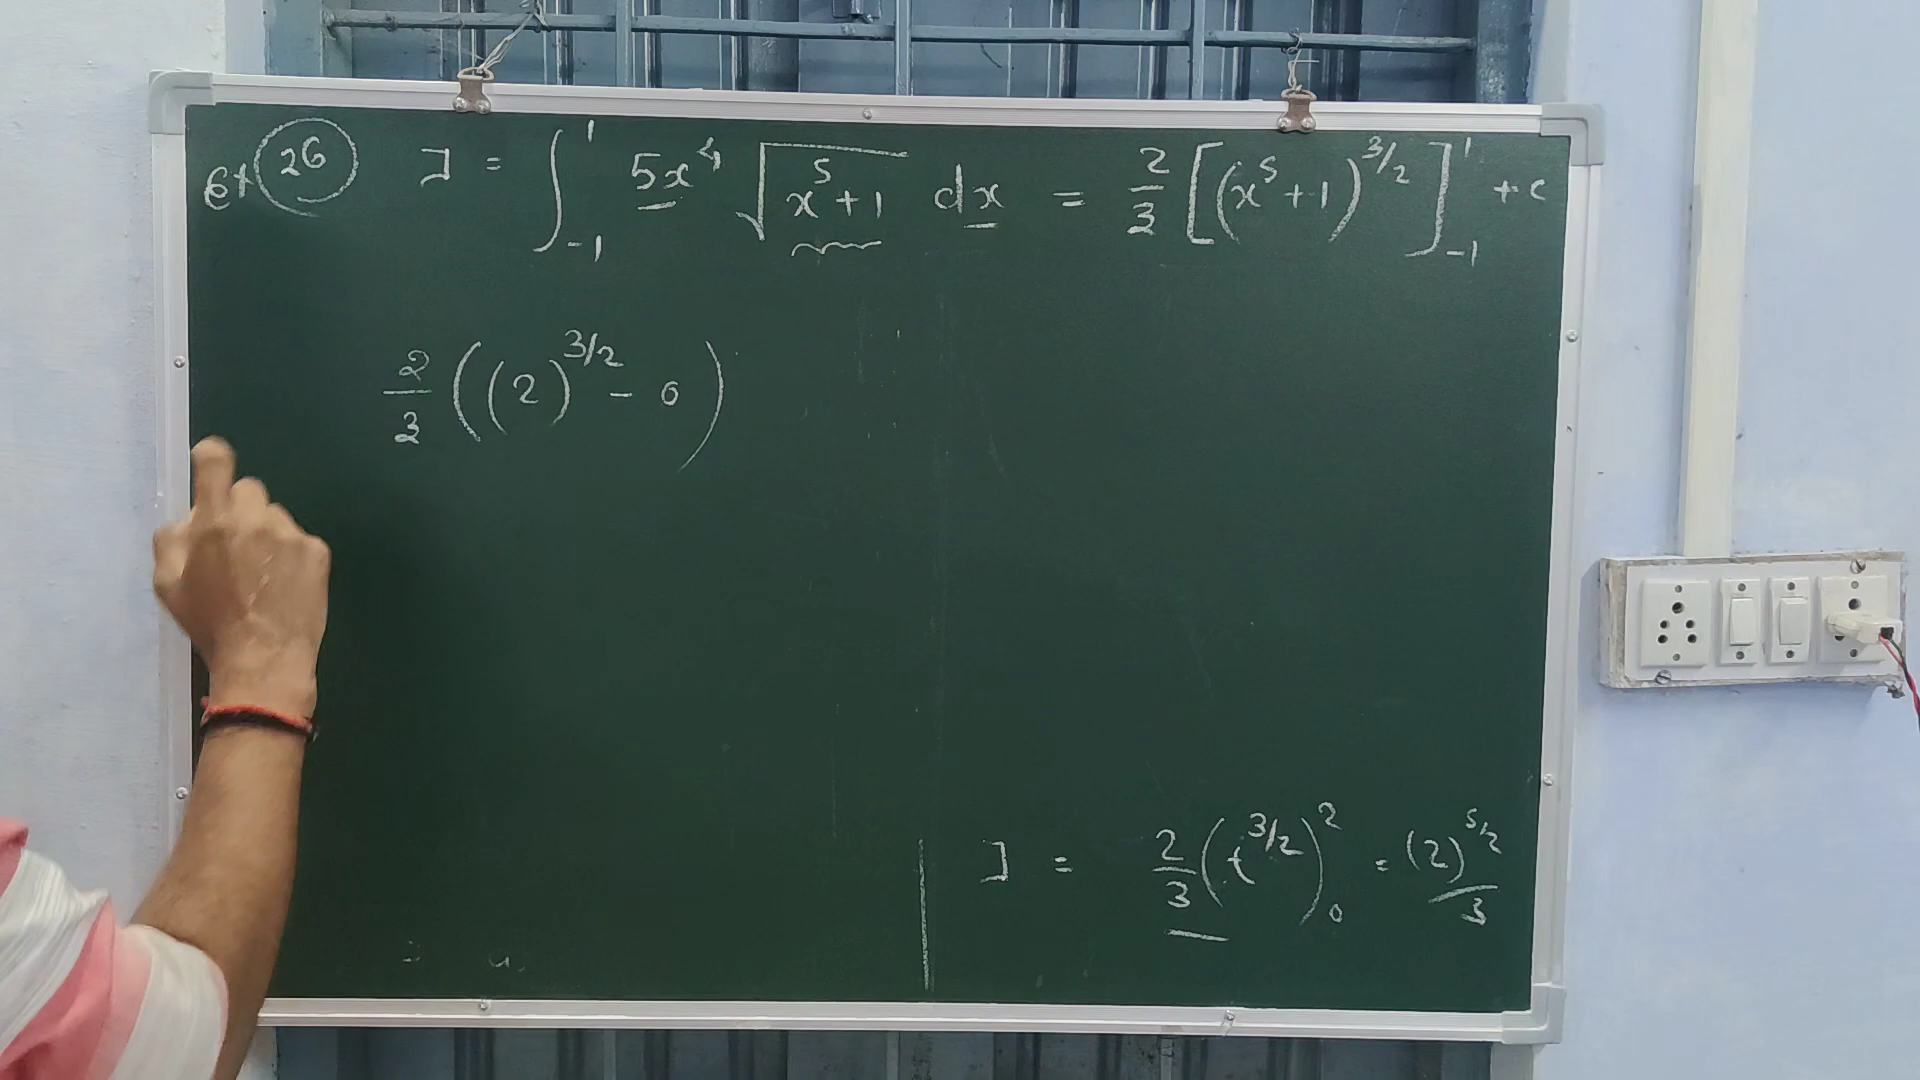 ex 26 I = ∫_{-1}^{1} 5x⁴ √(x⁵+1) dx = 2/3 [(x⁵+1)^{3/2}]_{-1}^{1} + c
2/3 ((2)^{3/2} - 0)
I = 2/3 (t^{3/2})_{0}^{2} = (2)^{5/2}/3